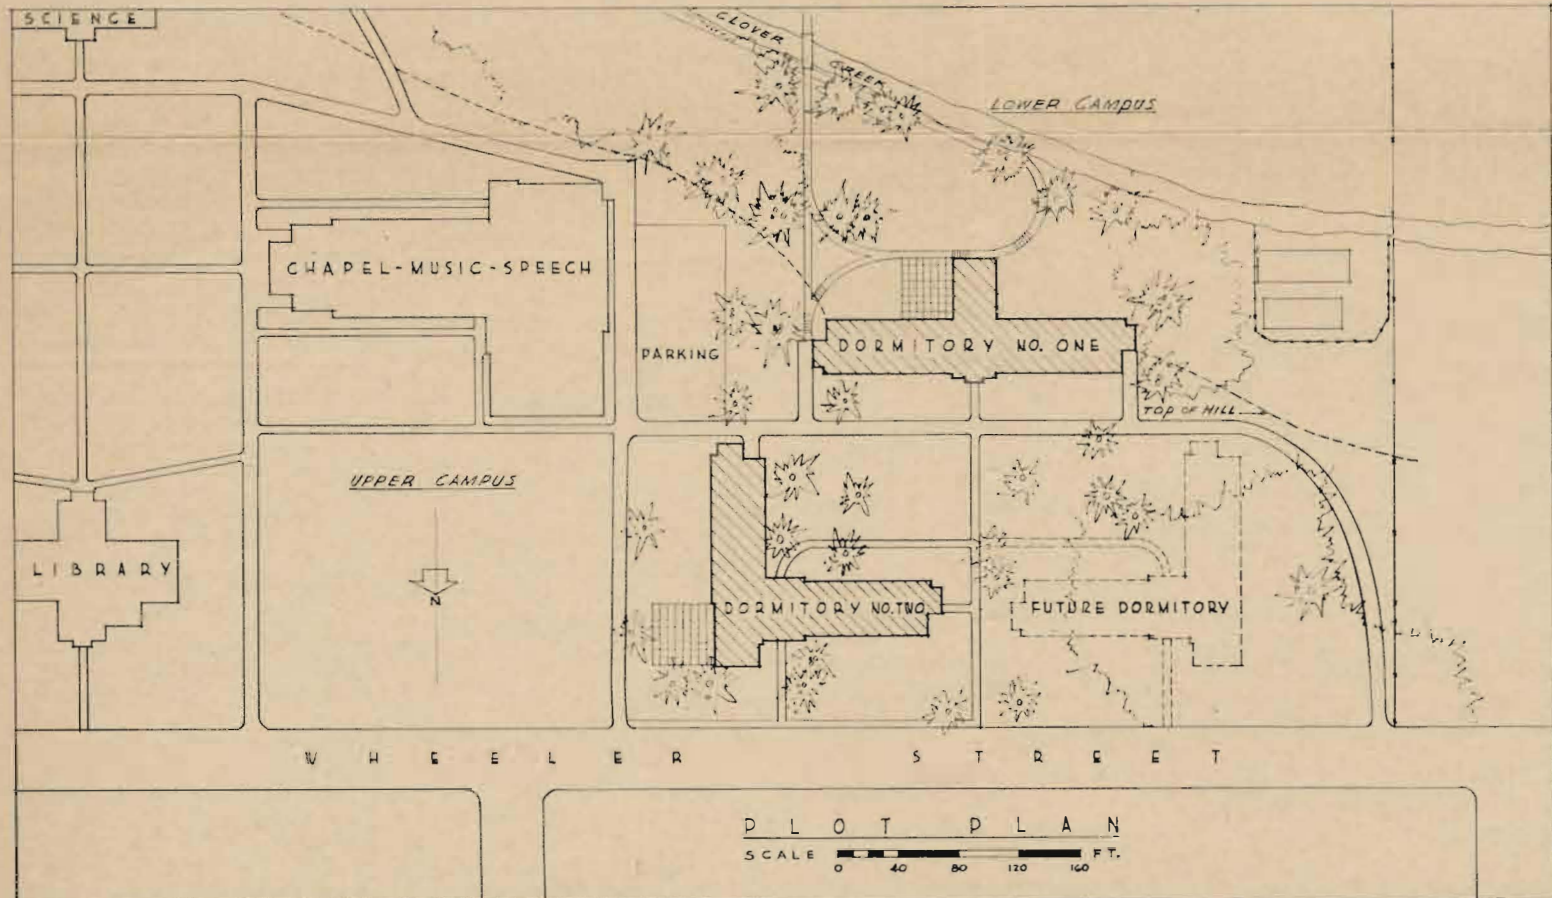 SCIENCE
CLOVER
CREEK
LOWER CAMPUS
CHAPEL-MUSIC-SPEECH
PARKING
DORMITORY NO. ONE
TOP OF HILL
UPPER CAMPUS
LIBRARY
N
DORMITORY NO. TWO
FUTURE DORMITORY
WHEELER STREET
PLOT PLAN
SCALE
FT.
0 40 80 120 160